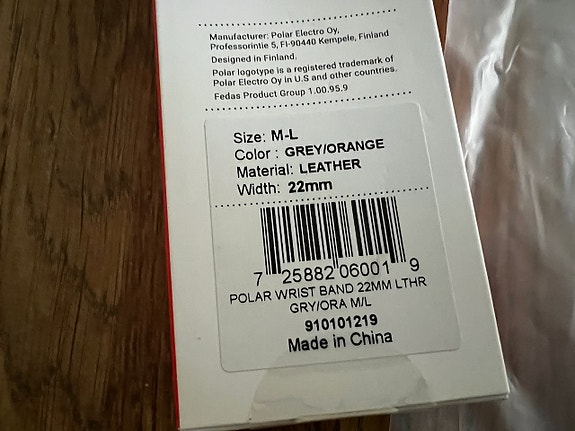 Manufacturer: Polar Electro Oy,
Professorintie 5, FI-90440 Kempele, Finland
Designed in Finland.
Polar logotype is a registered trademark of
Polar Electro Oy in U.S and other countries.
Fedas Product Group 1.00.95.9
Size: M-L
Color : GREY/ORANGE
Material: LEATHER
Width: 22mm
7 25882 06001 9
POLAR WRIST BAND 22MM LTHR
GRY/ORA M/L
910101219
Made in China